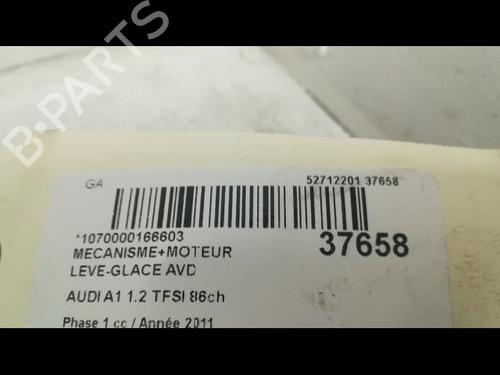 B-PARTS
GA
52712201 37658
*1070000166603
37658
MECANISME+MOTEUR
LEVE-GLACE AVD
AUDI A1 1.2 TFSI 86ch
Phase 1 cc / Année 2011